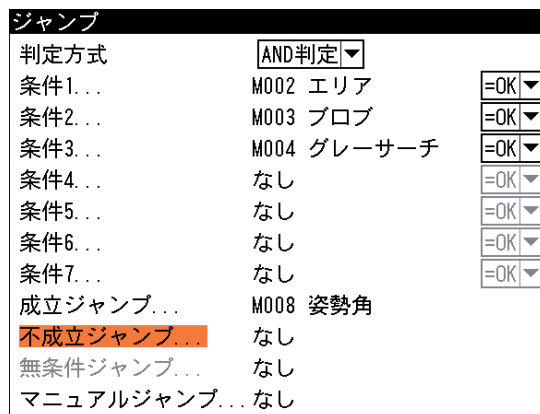 ジャンプ
判定方式 AND判定▼
条件1... M002 エリア =OK▼
条件2... M003 ブロブ =OK▼
条件3... M004 グレーサーチ =OK▼
条件4... なし =OK▼
条件5... なし =OK▼
条件6... なし =OK▼
条件7... なし =OK▼
成立ジャンプ... M008 姿勢角
不成立ジャンプ... なし
無条件ジャンプ... なし
マニュアルジャンプ... なし